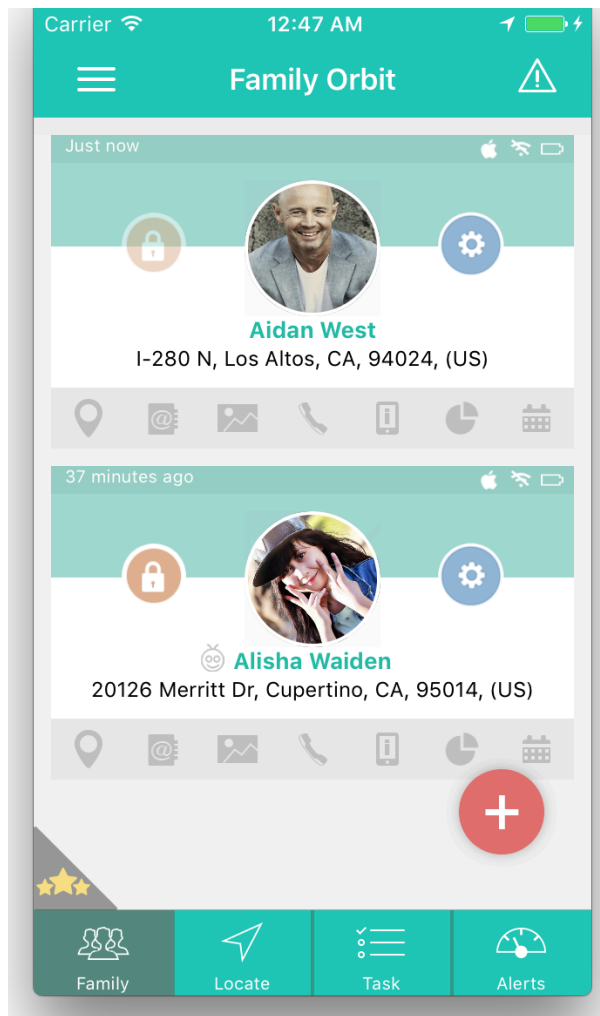 Carrier 12:47 AM
Family Orbit
Just now
Aidan West
I-280 N, Los Altos, CA, 94024, (US)
37 minutes ago
Alisha Waiden
20126 Merritt Dr, Cupertino, CA, 95014, (US)
Family Locate Task Alerts